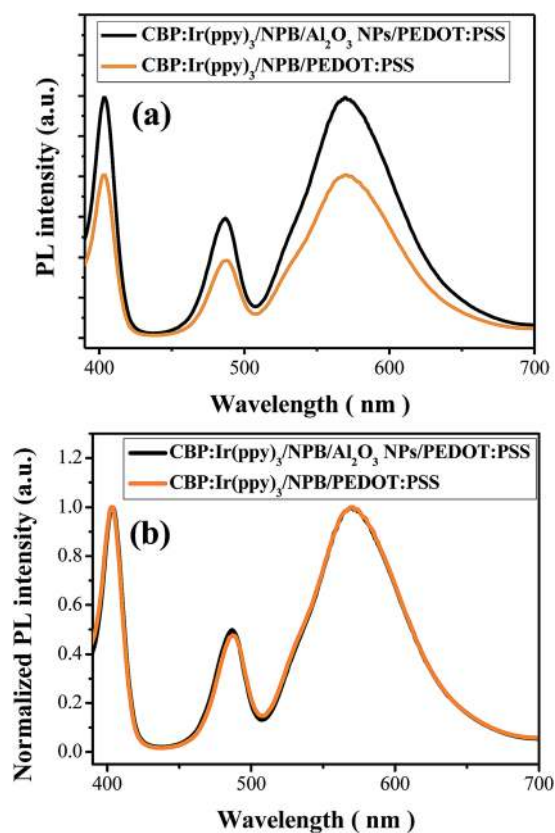 CBP:Ir(ppy)₃/NPB/Al₂O₃ NPs/PEDOT:PSS
CBP:Ir(ppy)₃/NPB/PEDOT:PSS
(a)
PL intensity (a.u.)
400 500 600 700
Wavelength ( nm )
CBP:Ir(ppy)₃/NPB/Al₂O₃ NPs/PEDOT:PSS
CBP:Ir(ppy)₃/NPB/PEDOT:PSS
(b)
Normalized PL intensity (a.u.)
1.2
1.0
0.8
0.6
0.4
0.2
0.0
400 500 600 700
Wavelength ( nm )